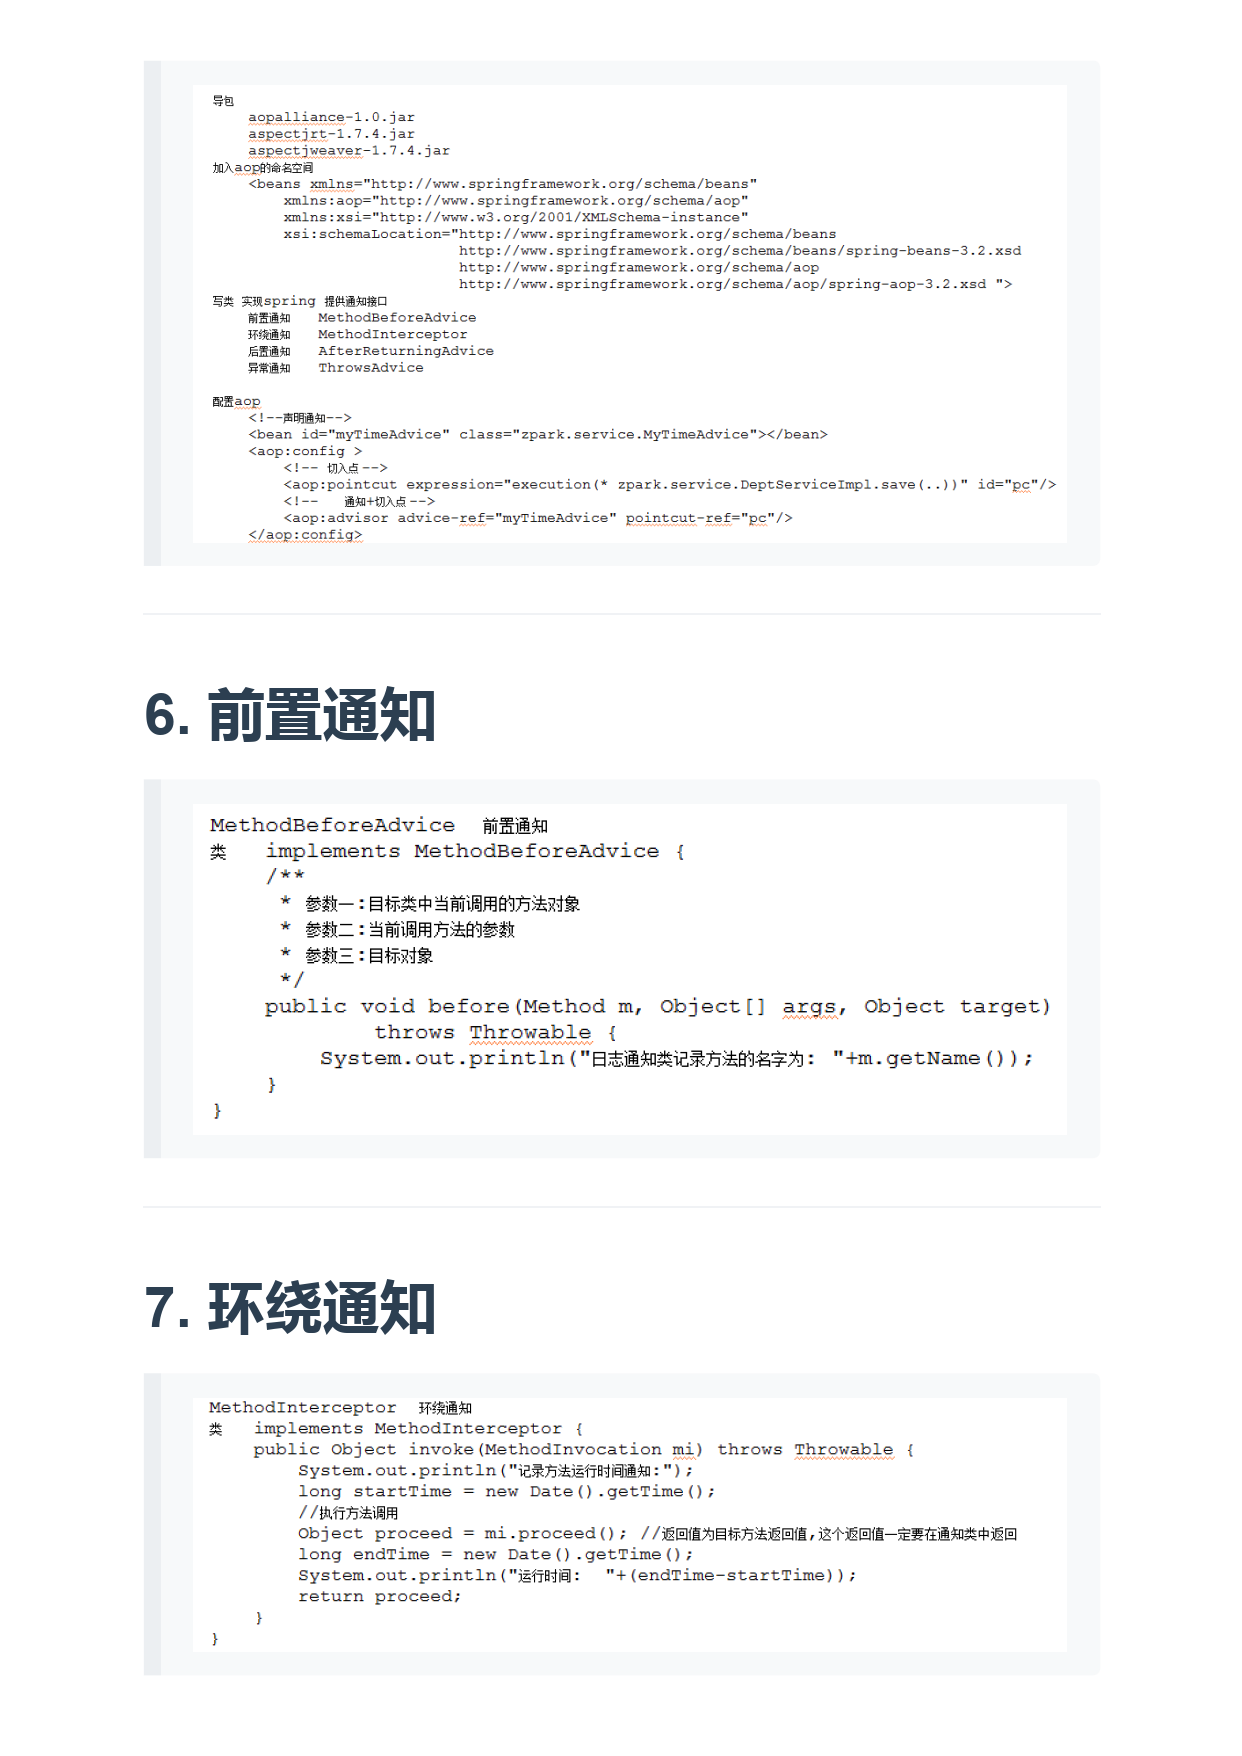 导包
    aopalliance-1.0.jar
    aspectjrt-1.7.4.jar
    aspectjweaver-1.7.4.jar
加入aop的命名空间
    <beans xmlns="http://www.springframework.org/schema/beans"
        xmlns:aop="http://www.springframework.org/schema/aop"
        xmlns:xsi="http://www.w3.org/2001/XMLSchema-instance"
        xsi:schemaLocation="http://www.springframework.org/schema/beans
                            http://www.springframework.org/schema/beans/spring-beans-3.2.xsd
                            http://www.springframework.org/schema/aop
                            http://www.springframework.org/schema/aop/spring-aop-3.2.xsd ">
写类 实现spring 提供通知接口
    前置通知   MethodBeforeAdvice
    环绕通知   MethodInterceptor
    后置通知   AfterReturningAdvice
    异常通知   ThrowsAdvice
配置aop
    <!--声明通知-->
    <bean id="myTimeAdvice" class="zpark.service.MyTimeAdvice"></bean>
    <aop:config >
        <!-- 切入点 -->
        <aop:pointcut expression="execution(* zpark.service.DeptServiceImpl.save(..))" id="pc"/>
        <!--   通知+切入点 -->
        <aop:advisor advice-ref="myTimeAdvice" pointcut-ref="pc"/>
    </aop:config>
6. 前置通知
MethodBeforeAdvice  前置通知
类   implements MethodBeforeAdvice {
    /**
     * 参数一:目标类中当前调用的方法对象
     * 参数二:当前调用方法的参数
     * 参数三:目标对象
     */
    public void before(Method m, Object[] args, Object target)
            throws Throwable {
        System.out.println("日志通知类记录方法的名字为: "+m.getName());
    }
}
7. 环绕通知
MethodInterceptor  环绕通知
类   implements MethodInterceptor {
    public Object invoke(MethodInvocation mi) throws Throwable {
        System.out.println("记录方法运行时间通知:");
        long startTime = new Date().getTime();
        //执行方法调用
        Object proceed = mi.proceed(); //返回值为目标方法返回值,这个返回值一定要在通知类中返回
        long endTime = new Date().getTime();
        System.out.println("运行时间:  "+(endTime-startTime));
        return proceed;
    }
}